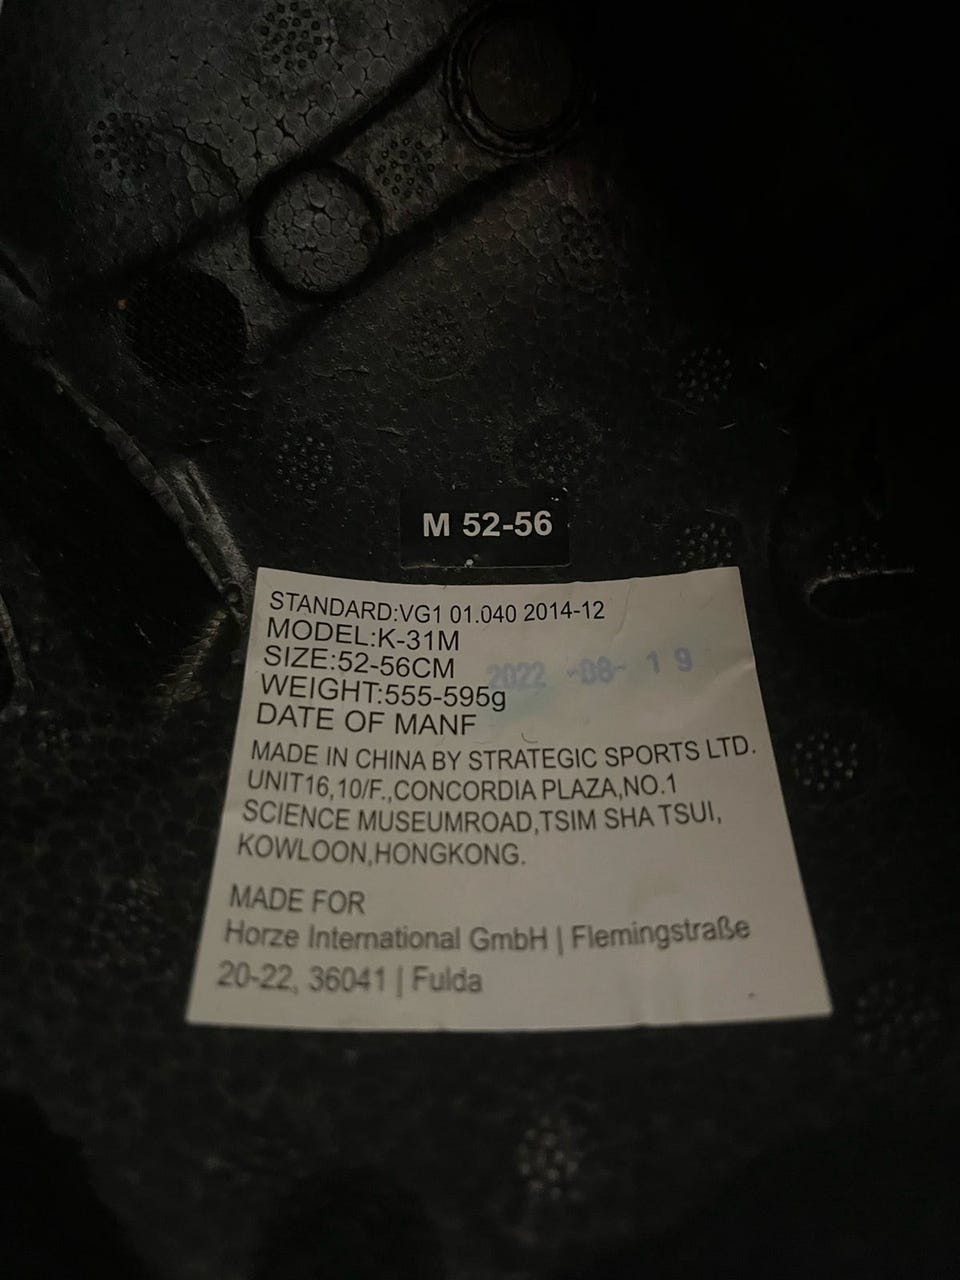 M 52-56
STANDARD:VG1 01.040 2014-12
MODEL:K-31M
SIZE:52-56CM
2022 -08- 19
WEIGHT:555-595g
DATE OF MANF
MADE IN CHINA BY STRATEGIC SPORTS LTD.
UNIT16,10/F.,CONCORDIA PLAZA,NO.1
SCIENCE MUSEUMROAD,TSIM SHA TSUI,
KOWLOON,HONGKONG.
MADE FOR
Horze International GmbH | Flemingstraße
20-22, 36041 | Fulda